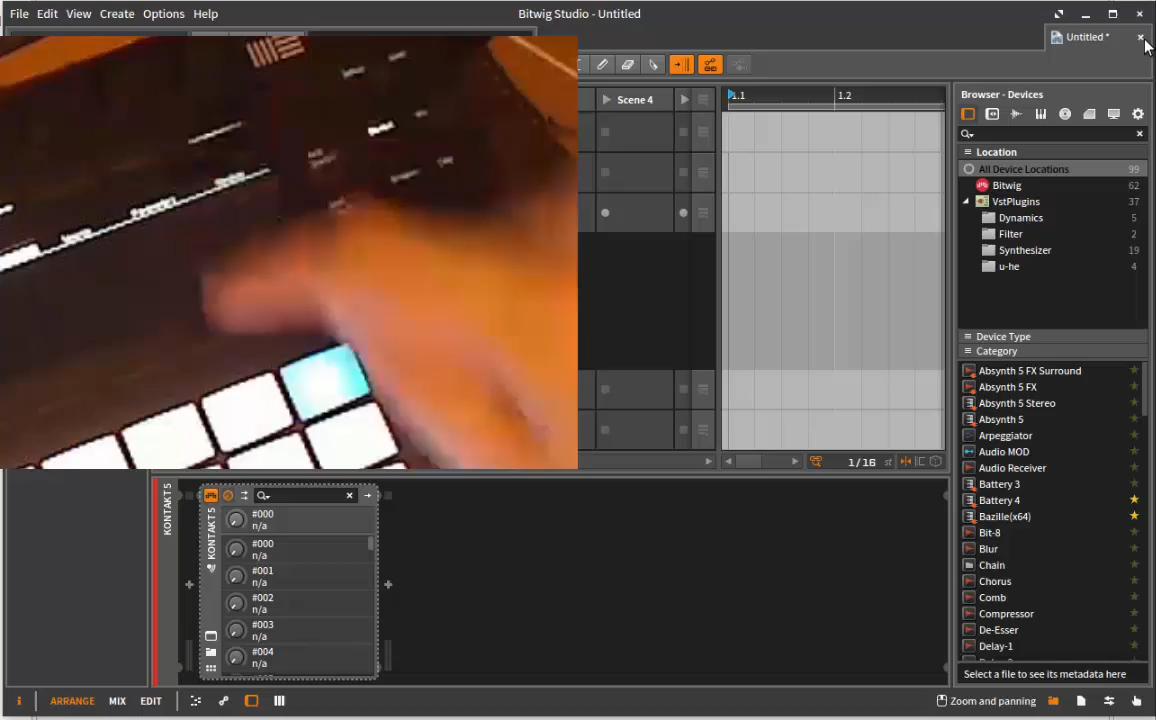 File Edit View Create Options Help
Bitwig Studio - Untitled
Untitled *
Scene 4
1.1
1.2
Browser - Devices
Location
All Device Locations 99
Bitwig 62
VstPlugins 37
Dynamics 5
Filter 2
Synthesizer 19
u-he 4
Device Type
Category
Absynth 5 FX Surround
Absynth 5 FX
Absynth 5 Stereo
Absynth 5
Arpeggiator
Audio MOD
Audio Receiver
Battery 3
Battery 4
Bazille(x64)
Bit-8
Blur
Chain
Chorus
Comb
Compressor
De-Esser
Delay-1
Select a file to see its metadata here
1/16 st
KONTAKT 5
KONTAKT 5
#000
n/a
#000
n/a
#001
n/a
#002
n/a
#003
n/a
#004
n/a
i ARRANGE MIX EDIT
Zoom and panning